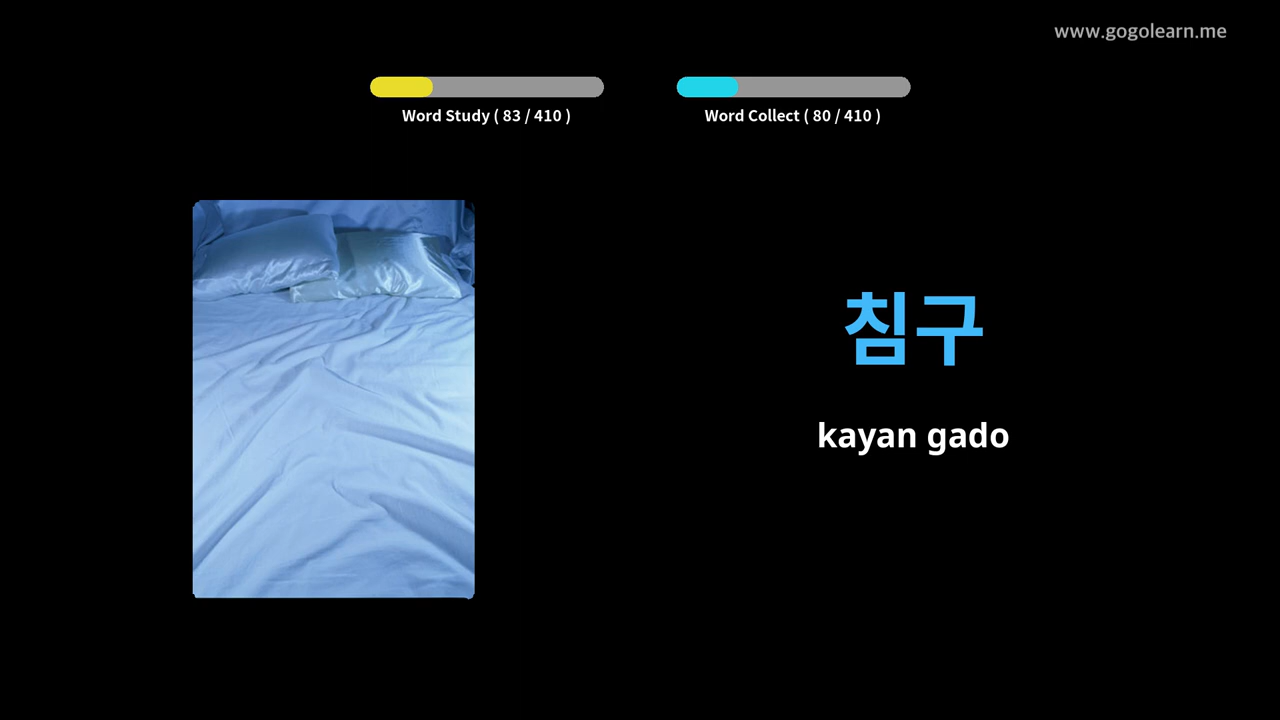 www.gogolearn.me
Word Study ( 83 / 410 )
Word Collect ( 80 / 410 )
침구
kayan gado